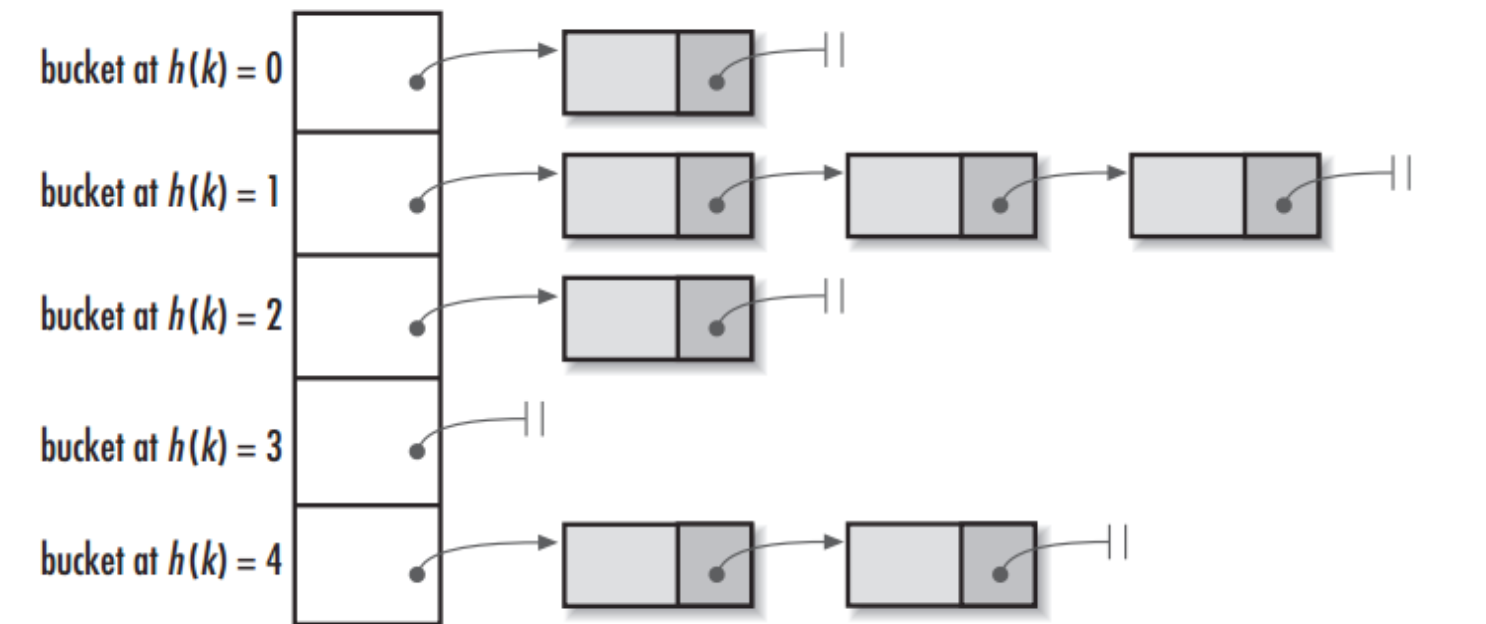 bucket at h(k) = 0
bucket at h(k) = 1
bucket at h(k) = 2
bucket at h(k) = 3
bucket at h(k) = 4